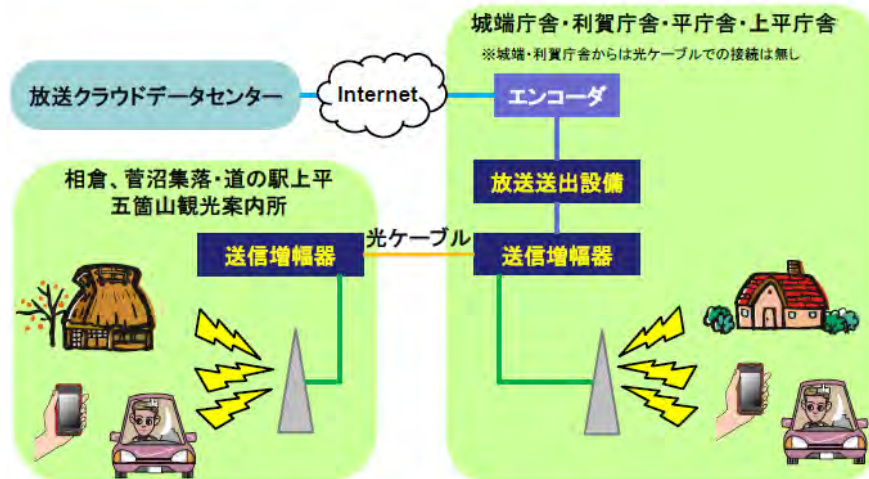 城端庁舎・利賀庁舎・平庁舎・上平庁舎
※城端・利賀庁舎からは光ケーブルでの接続は無し
放送クラウドデータセンター
Internet
エンコーダ
放送送出設備
相倉、菅沼集落・道の駅上平
五箇山観光案内所
送信増幅器
光ケーブル
送信増幅器